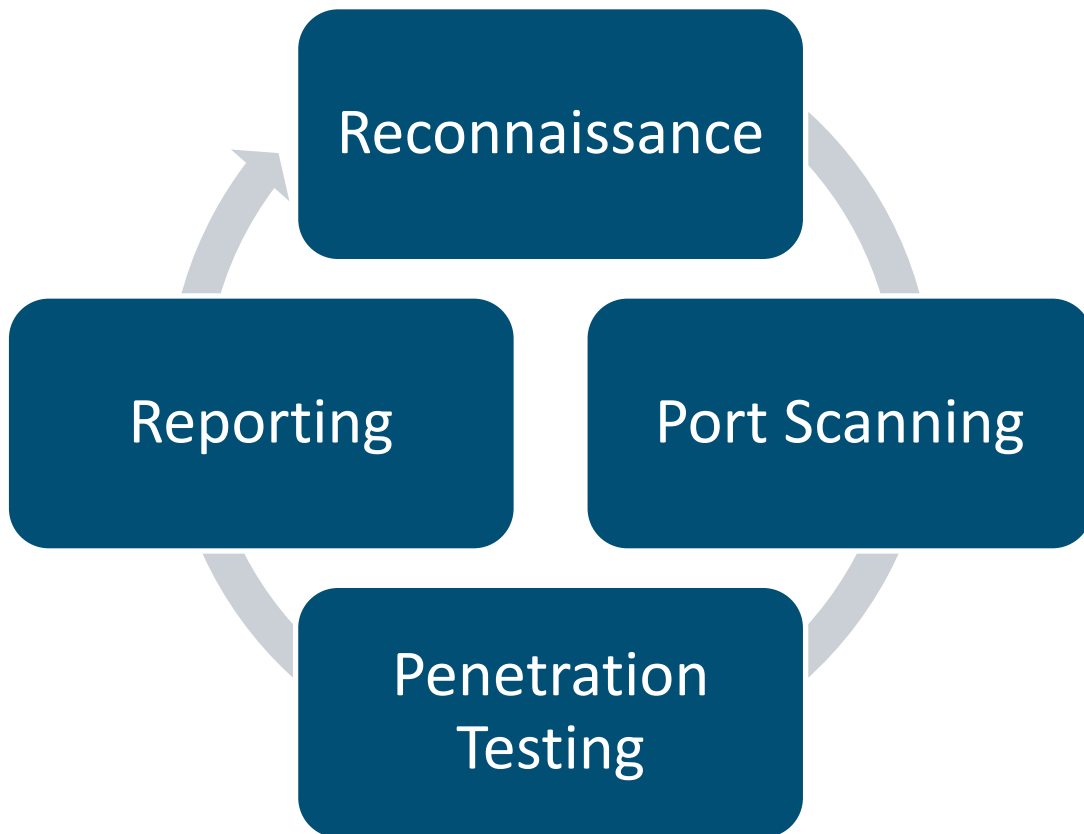 Reconnaissance
Port Scanning
Penetration
Testing
Reporting